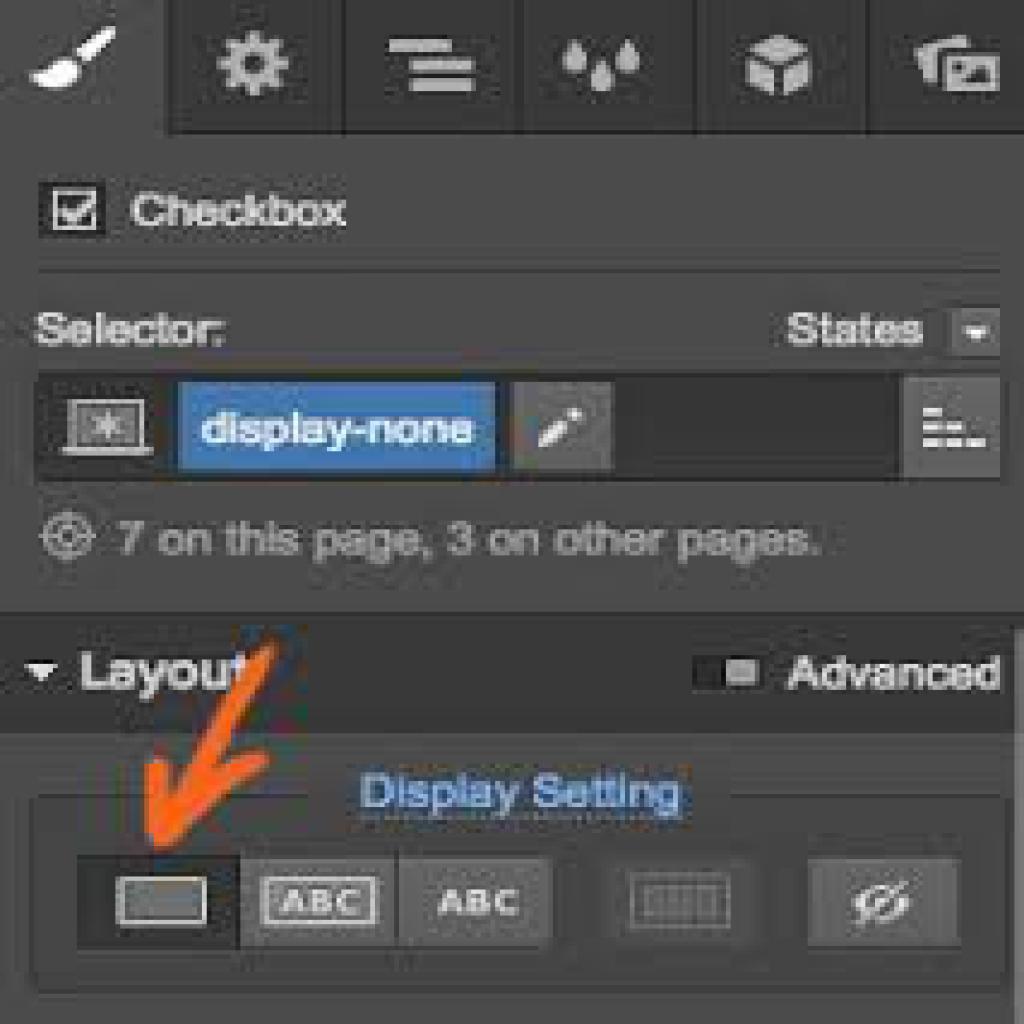 Checkbox
Selector:
States
display-none
7 on this page, 3 on other pages.
Layout
Advanced
Display Setting
ABC
ABC